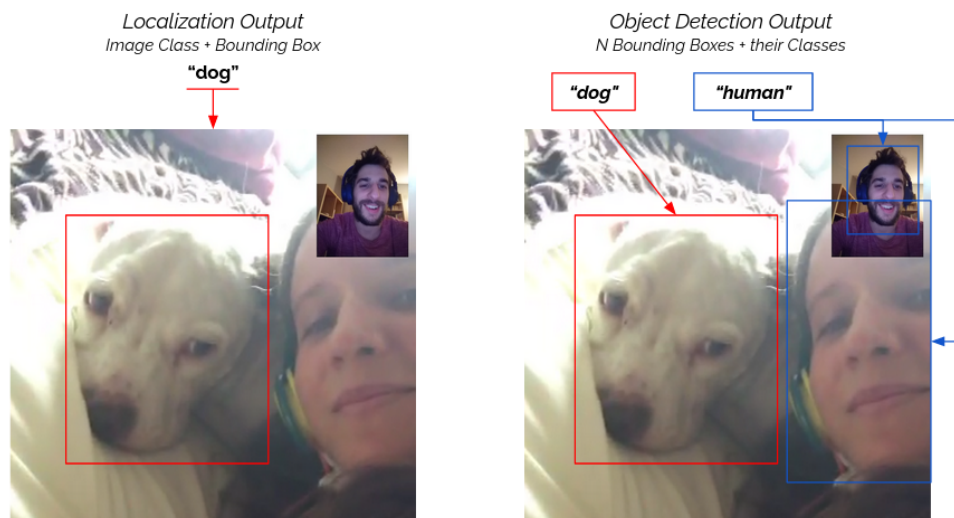 Localization Output
Image Class + Bounding Box
“dog”
Object Detection Output
N Bounding Boxes + their Classes
“dog”
“human”